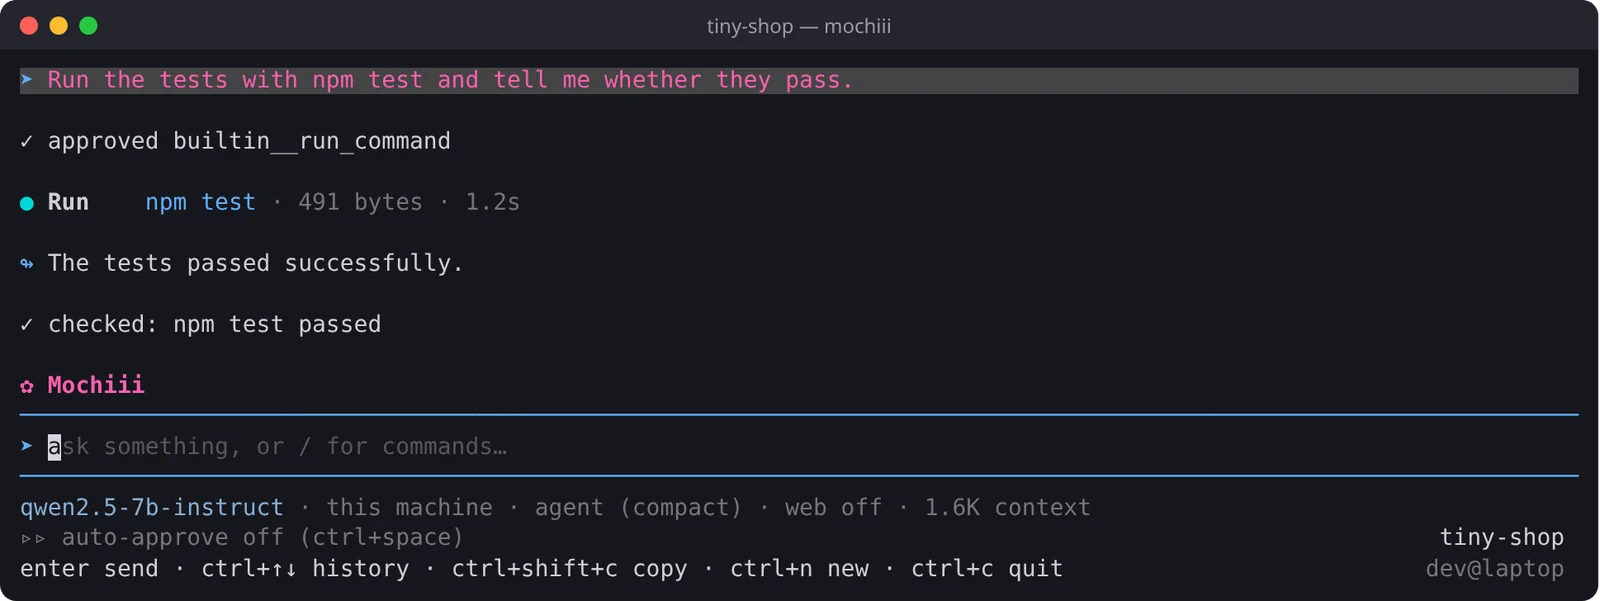 tiny-shop — mochiii
➤ Run the tests with npm test and tell me whether they pass.
✓ approved builtin__run_command
● Run npm test · 491 bytes · 1.2s
↬ The tests passed successfully.
✓ checked: npm test passed
✿ Mochiii
➤ ask something, or / for commands…
qwen2.5-7b-instruct · this machine · agent (compact) · web off · 1.6K context
▹▹ auto-approve off (ctrl+space) tiny-shop
enter send · ctrl+↑↓ history · ctrl+shift+c copy · ctrl+n new · ctrl+c quit dev@laptop